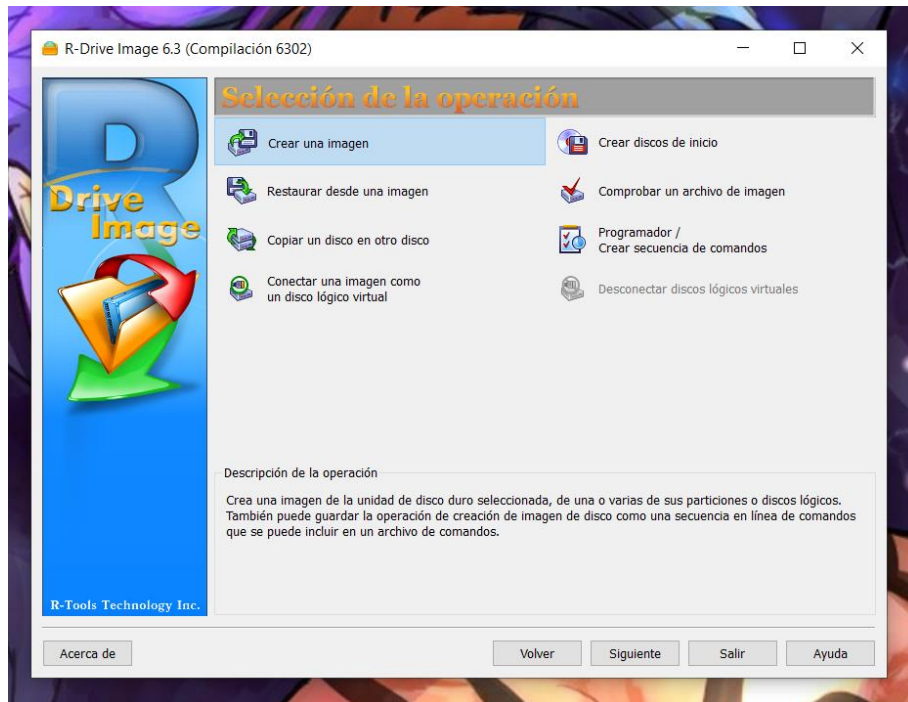 R-Drive Image 6.3 (Compilación 6302)
R
Drive
Image
R-Tools Technology Inc.
Selección de la operación
Crear una imagen
Restaurar desde una imagen
Copiar un disco en otro disco
Conectar una imagen como
un disco lógico virtual
Crear discos de inicio
Comprobar un archivo de imagen
Programador /
Crear secuencia de comandos
Desconectar discos lógicos virtuales
Descripción de la operación
Crea una imagen de la unidad de disco duro seleccionada, de una o varias de sus particiones o discos lógicos.
También puede guardar la operación de creación de imagen de disco como una secuencia en línea de comandos
que se puede incluir en un archivo de comandos.
Acerca de
Volver
Siguiente
Salir
Ayuda